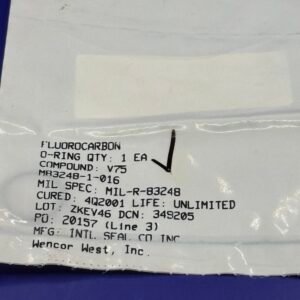 FLUOROCARBON
O-RING QTY: 1 EA
COMPOUND: V75
M83248-1-016
MIL SPEC: MIL-R-83248
CURED: 4Q2001 LIFE: UNLIMITED
LOT: ZKEV46 DCN: 349205
PO: 20157 (Line 3)
MFG: INTL SEAL CO INC
Wencor West, Inc.